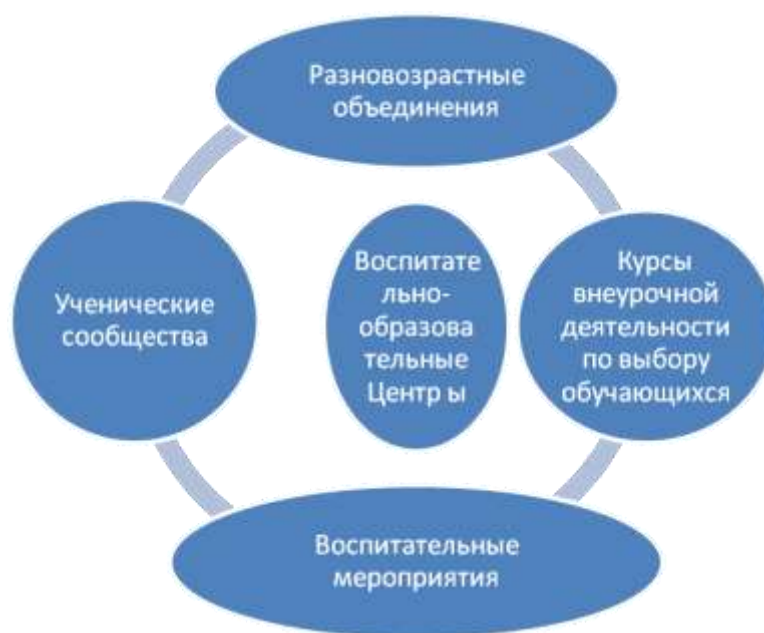 Разновозрастные
объединения
Ученические
сообщества
Воспитате
льно-
образова
тельные
Центр ы
Курсы
внеурочной
деятельности
по выбору
обучающихся
Воспитательные
мероприятия